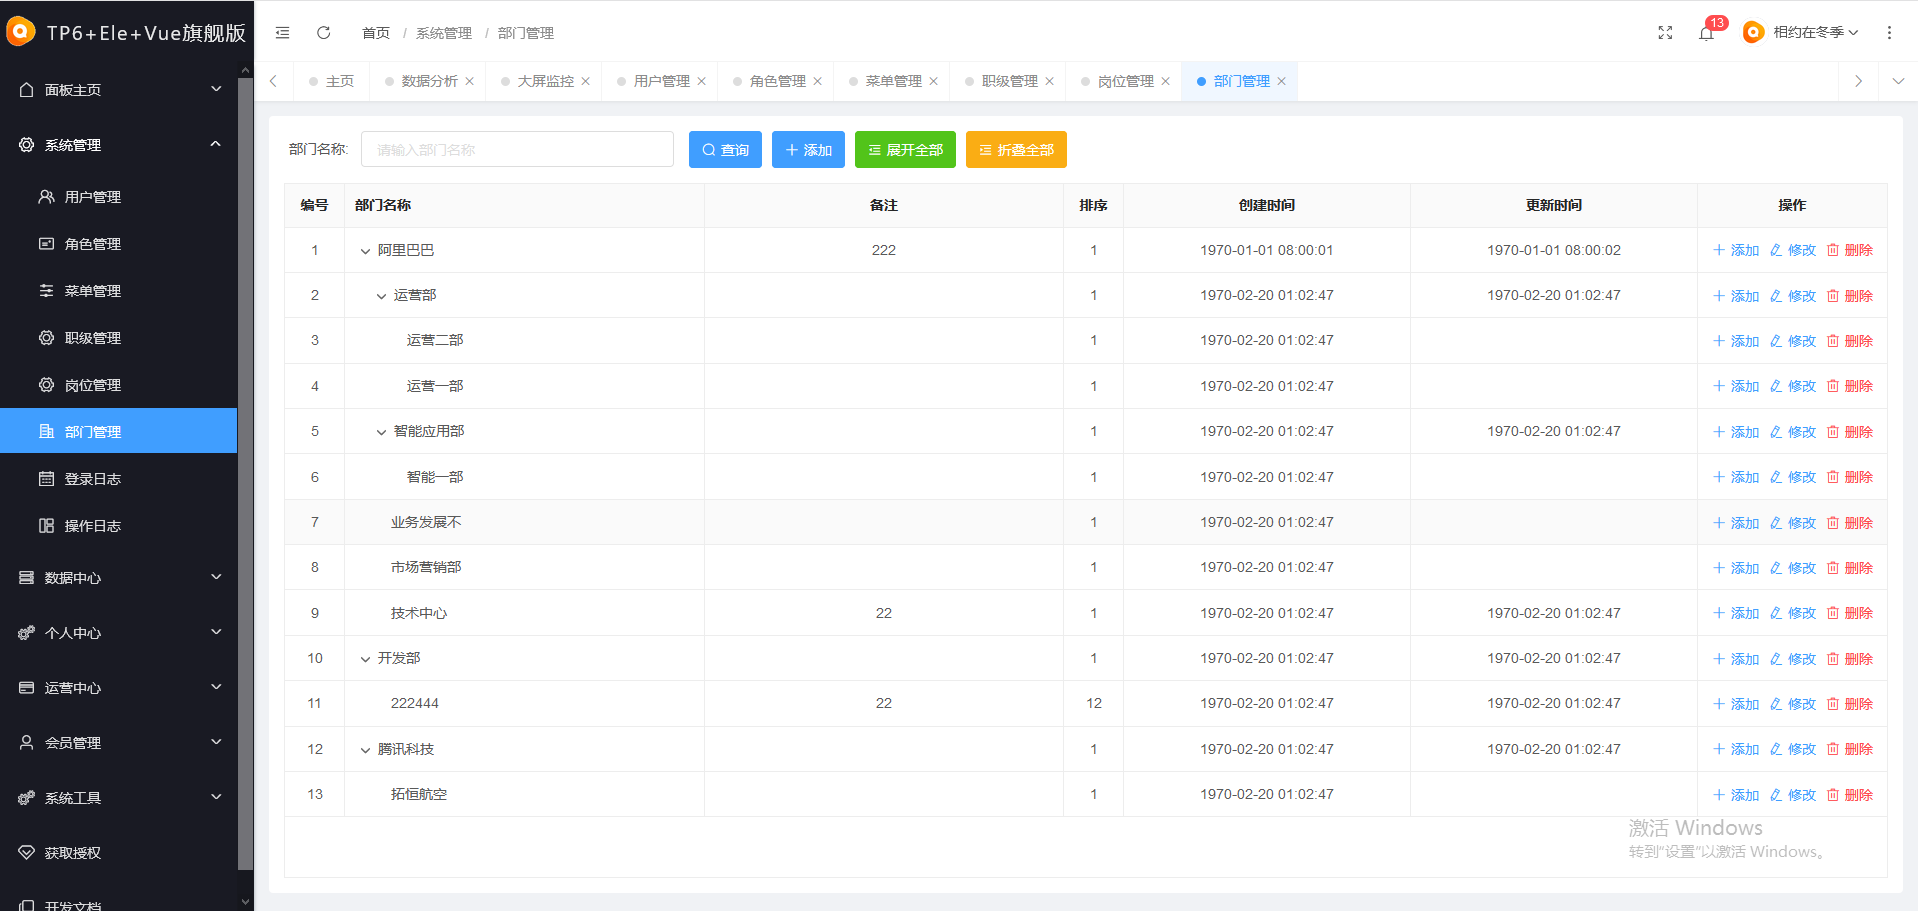 TP6+Ele+Vue旗舰版
首页 / 系统管理 / 部门管理
13
相约在冬季
主页 数据分析 大屏监控 用户管理 角色管理 菜单管理 职级管理 岗位管理 部门管理
面板主页
系统管理
用户管理
角色管理
菜单管理
职级管理
岗位管理
部门管理
登录日志
操作日志
数据中心
个人中心
运营中心
会员管理
系统工具
获取授权
开发文档
部门名称: 请输入部门名称 查询 添加 展开全部 折叠全部
编号 部门名称 备注 排序 创建时间 更新时间 操作
1 阿里巴巴 222 1 1970-01-01 08:00:01 1970-01-01 08:00:02 添加 修改 删除
2 运营部 1 1970-02-20 01:02:47 1970-02-20 01:02:47 添加 修改 删除
3 运营二部 1 1970-02-20 01:02:47 添加 修改 删除
4 运营一部 1 1970-02-20 01:02:47 添加 修改 删除
5 智能应用部 1 1970-02-20 01:02:47 1970-02-20 01:02:47 添加 修改 删除
6 智能一部 1 1970-02-20 01:02:47 添加 修改 删除
7 业务发展不 1 1970-02-20 01:02:47 添加 修改 删除
8 市场营销部 1 1970-02-20 01:02:47 添加 修改 删除
9 技术中心 22 1 1970-02-20 01:02:47 1970-02-20 01:02:47 添加 修改 删除
10 开发部 1 1970-02-20 01:02:47 1970-02-20 01:02:47 添加 修改 删除
11 222444 22 12 1970-02-20 01:02:47 1970-02-20 01:02:47 添加 修改 删除
12 腾讯科技 1 1970-02-20 01:02:47 1970-02-20 01:02:47 添加 修改 删除
13 拓恒航空 1 1970-02-20 01:02:47 添加 修改 删除
激活 Windows
转到"设置"以激活 Windows。